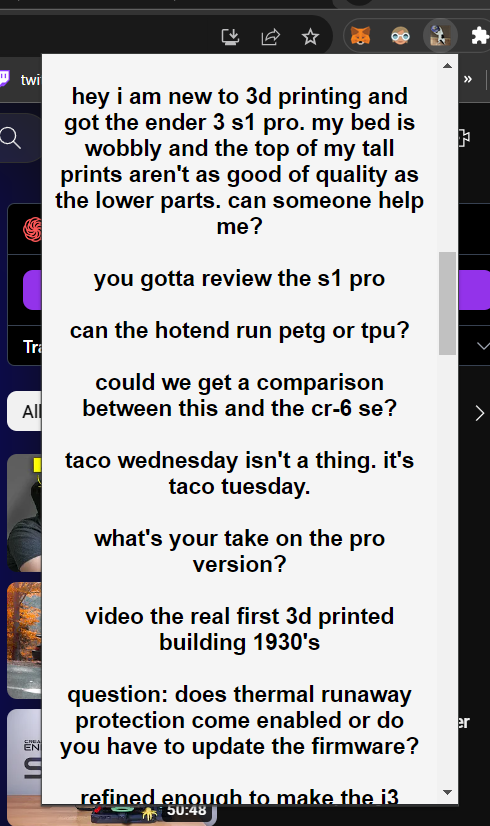 twi
»
hey i am new to 3d printing and
got the ender 3 s1 pro. my bed is
wobbly and the top of my tall
prints aren't as good of quality as
the lower parts. can someone help
me?
you gotta review the s1 pro
can the hotend run petg or tpu?
Tra
could we get a comparison
between this and the cr-6 se?
All
taco wednesday isn't a thing. it's
taco tuesday.
what's your take on the pro
version?
video the real first 3d printed
building 1930's
question: does thermal runaway
protection come enabled or do
you have to update the firmware?
er
EN
S
refined enough to make the i3
50:48